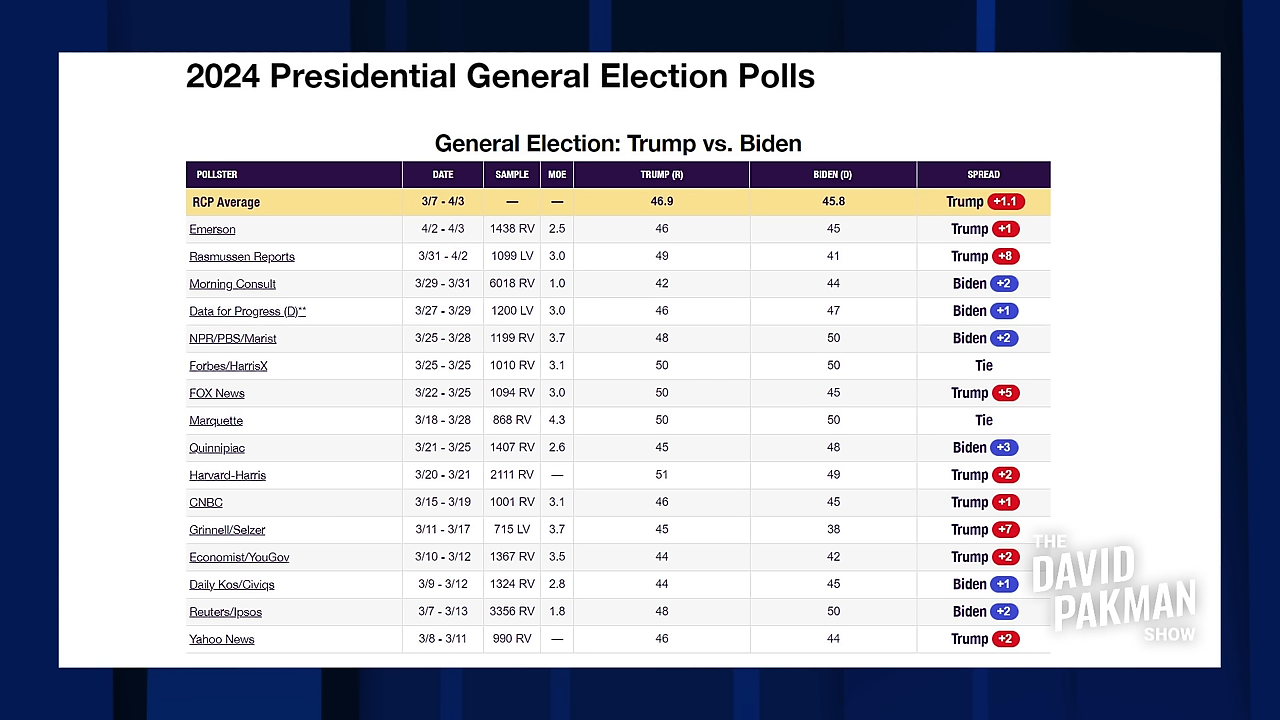 2024 Presidential General Election Polls
General Election: Trump vs. Biden
POLLSTER DATE SAMPLE MOE TRUMP (R) BIDEN (D) SPREAD
RCP Average 3/7 - 4/3 — — 46.9 45.8 Trump +1.1
Emerson 4/2 - 4/3 1438 RV 2.5 46 45 Trump +1
Rasmussen Reports 3/31 - 4/2 1099 LV 3.0 49 41 Trump +8
Morning Consult 3/29 - 3/31 6018 RV 1.0 42 44 Biden +2
Data for Progress (D)** 3/27 - 3/29 1200 LV 3.0 46 47 Biden +1
NPR/PBS/Marist 3/25 - 3/28 1199 RV 3.7 48 50 Biden +2
Forbes/HarrisX 3/25 - 3/25 1010 RV 3.1 50 50 Tie
FOX News 3/22 - 3/25 1094 RV 3.0 50 45 Trump +5
Marquette 3/18 - 3/28 868 RV 4.3 50 50 Tie
Quinnipiac 3/21 - 3/25 1407 RV 2.6 45 48 Biden +3
Harvard-Harris 3/20 - 3/21 2111 RV — 51 49 Trump +2
CNBC 3/15 - 3/19 1001 RV 3.1 46 45 Trump +1
Grinnell/Selzer 3/11 - 3/17 715 LV 3.7 45 38 Trump +7
Economist/YouGov 3/10 - 3/12 1367 RV 3.5 44 42 Trump +2
Daily Kos/Civiqs 3/9 - 3/12 1324 RV 2.8 44 45 Biden +1
Reuters/Ipsos 3/7 - 3/13 3356 RV 1.8 48 50 Biden +2
Yahoo News 3/8 - 3/11 990 RV — 46 44 Trump +2
THE
DAVID
PAKMAN
SHOW